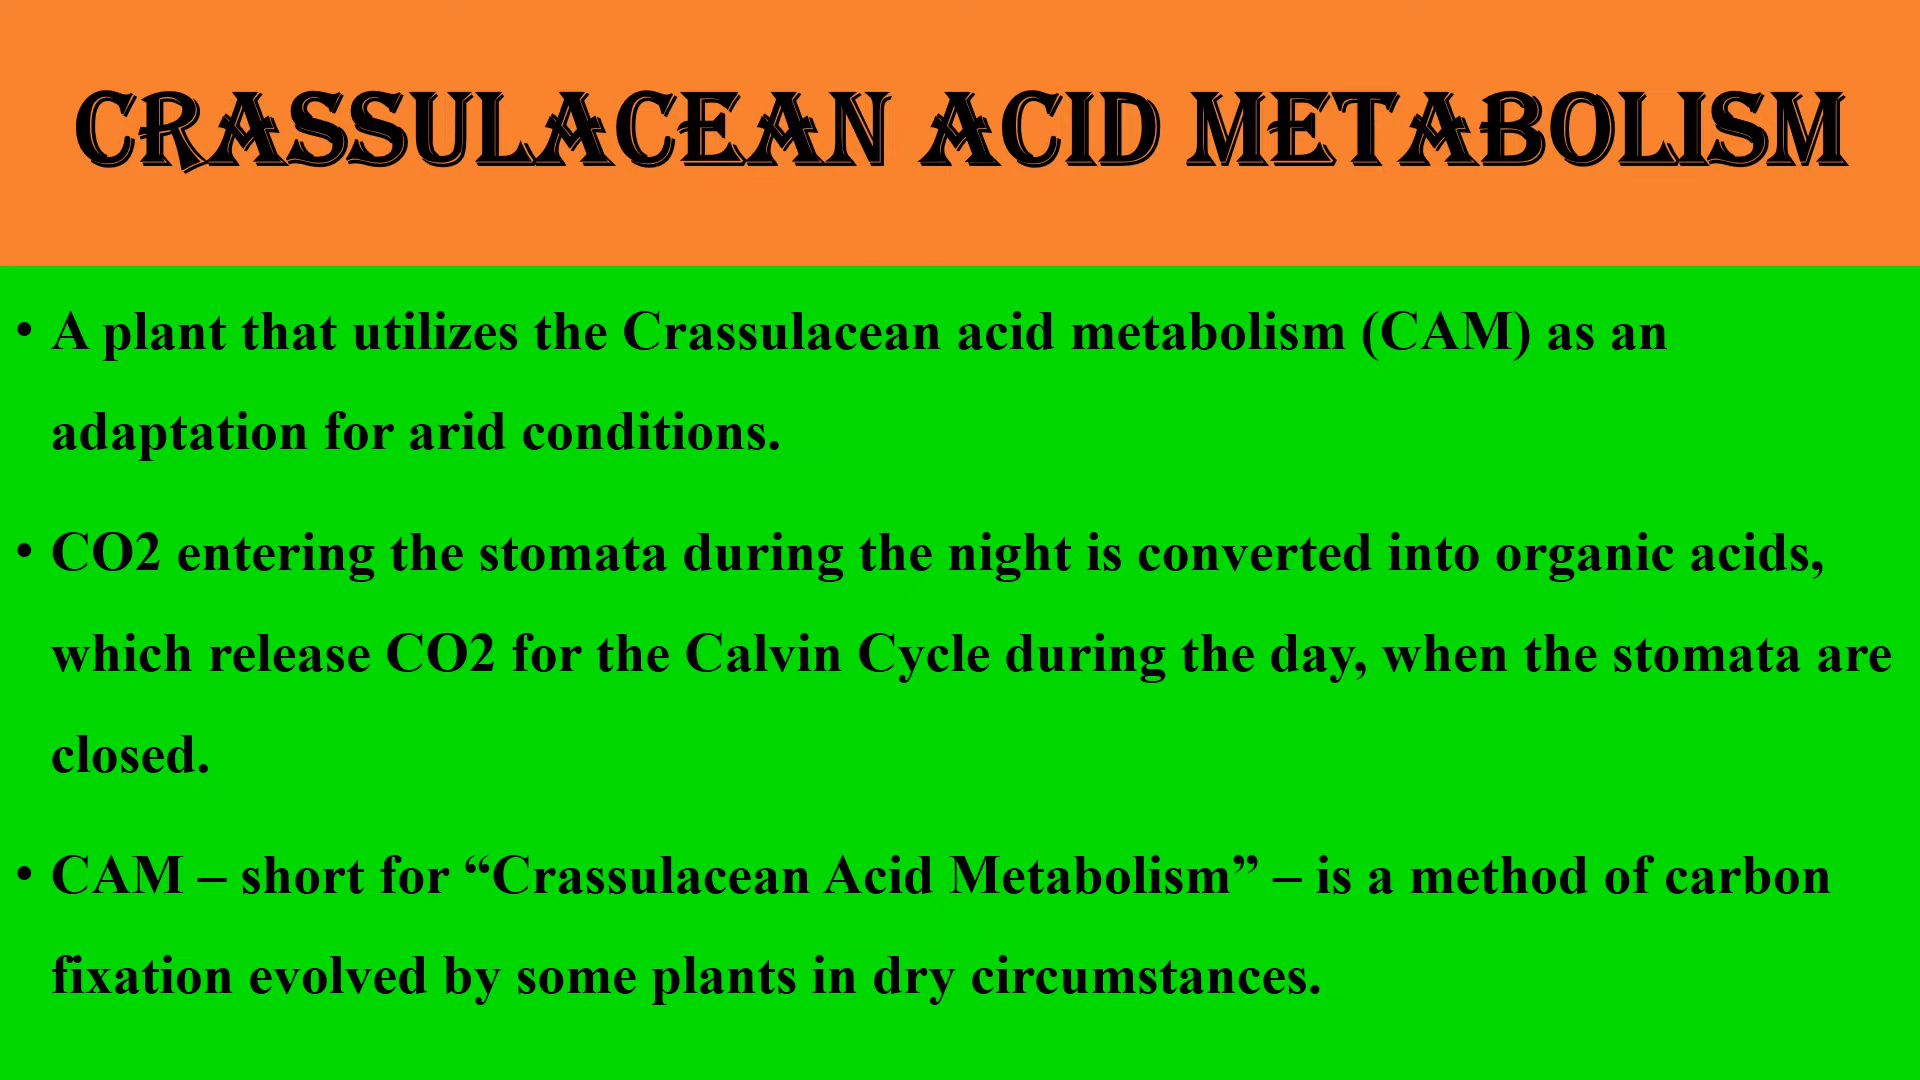 CRASSULACEAN ACID METABOLISM
• A plant that utilizes the Crassulacean acid metabolism (CAM) as an
adaptation for arid conditions.
• CO2 entering the stomata during the night is converted into organic acids,
which release CO2 for the Calvin Cycle during the day, when the stomata are
closed.
• CAM – short for “Crassulacean Acid Metabolism” – is a method of carbon
fixation evolved by some plants in dry circumstances.